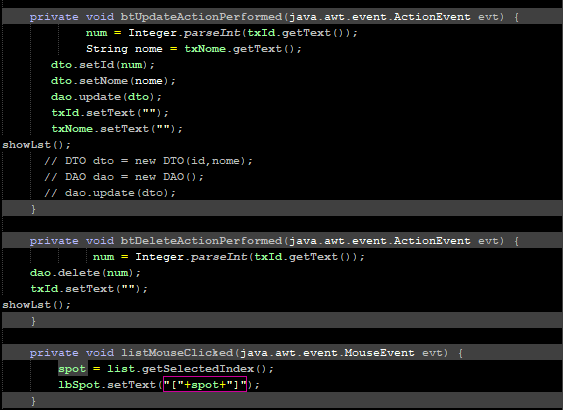 private void btUpdateActionPerformed(java.awt.event.ActionEvent evt) {
num = Integer.parseInt(txId.getText());
String nome = txNome.getText();
dto.setId(num);
dto.setNome(nome);
dao.update(dto);
txId.setText("");
txNome.setText("");
showLst();
// DTO dto = new DTO(id,nome);
// DAO dao = new DAO();
// dao.update(dto);
}
private void btDeleteActionPerformed(java.awt.event.ActionEvent evt) {
num = Integer.parseInt(txId.getText());
dao.delete(num);
txId.setText("");
showLst();
}
private void listMouseClicked(java.awt.event.MouseEvent evt) {
spot = list.getSelectedIndex();
lbSpot.setText("["+spot+"]");
}